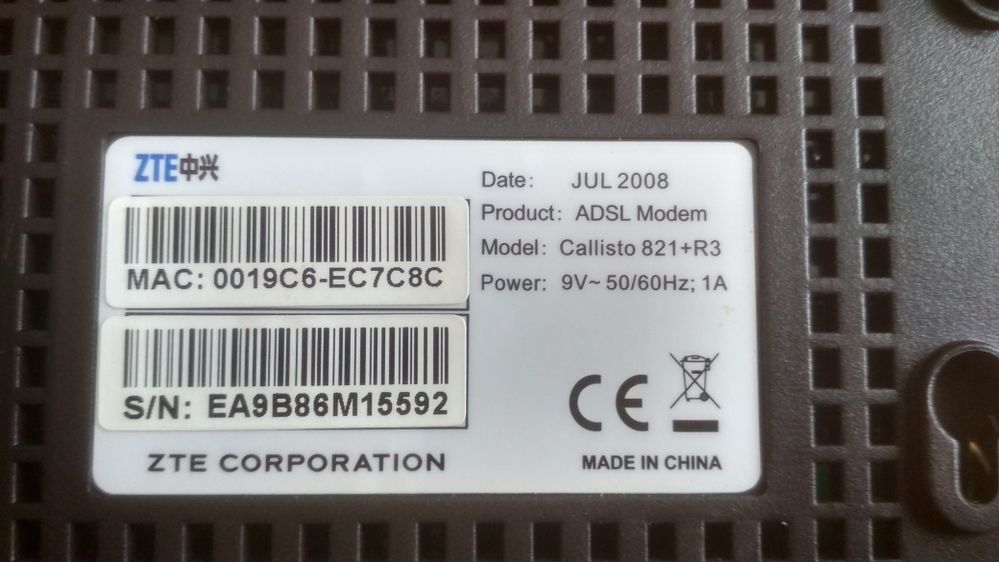 ZTE中兴
MAC: 0019C6-EC7C8C
S/N: EA9B86M15592
ZTE CORPORATION
Date: JUL 2008
Product: ADSL Modem
Model: Callisto 821+R3
Power: 9V~ 50/60Hz; 1A
CE
MADE IN CHINA